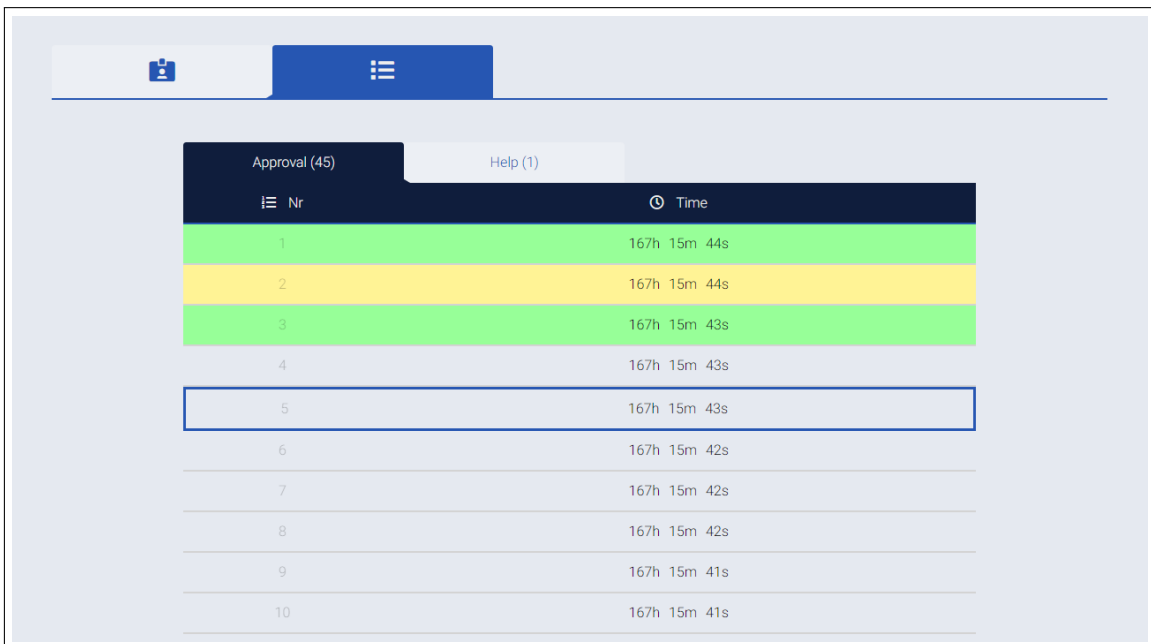 Approval (45) Help (1)
Nr Time
1 167h 15m 44s
2 167h 15m 44s
3 167h 15m 43s
4 167h 15m 43s
5 167h 15m 43s
6 167h 15m 42s
7 167h 15m 42s
8 167h 15m 42s
9 167h 15m 41s
10 167h 15m 41s